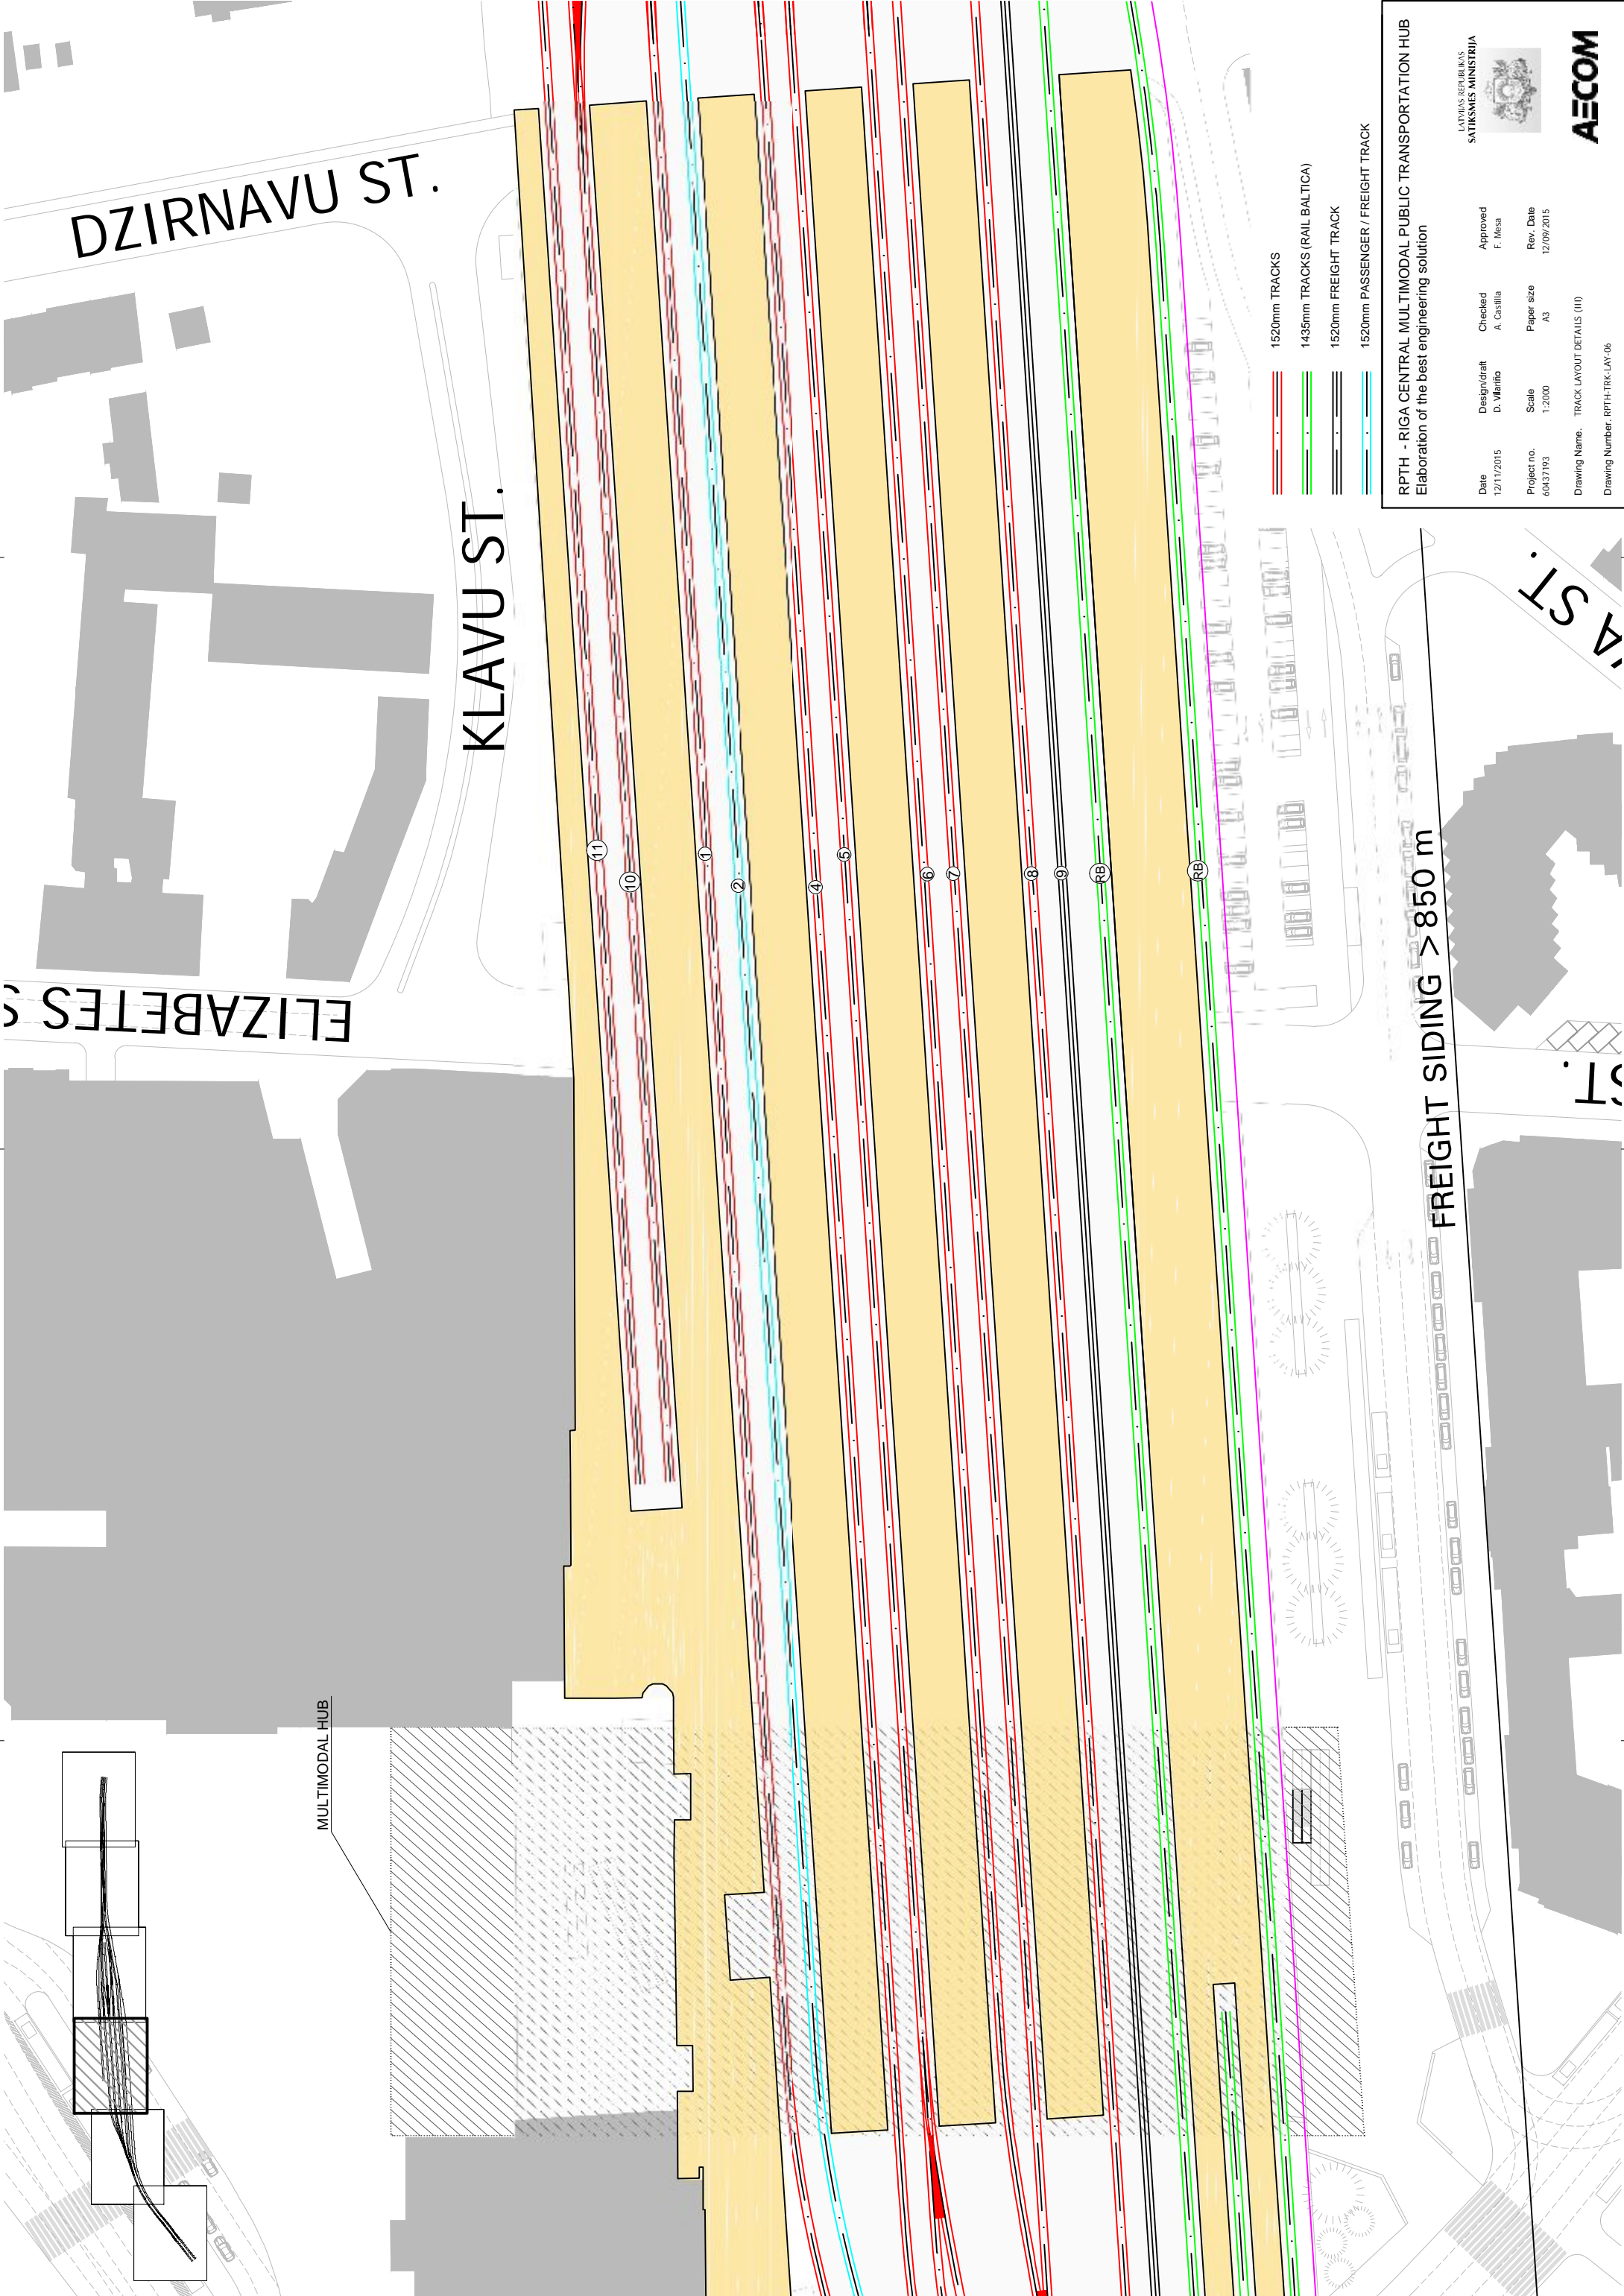 DZIRNAVU ST.
KLAVU ST.
ELIZABETES S
11
10
1
2
4
5
6
7
8
9
RB
RB
MULTIMODAL HUB
FREIGHT SIDING >850 m
ST.
A ST.
1520mm TRACKS
1435mm TRACKS (RAIL BALTICA)
1520mm FREIGHT TRACK
1520mm PASSENGER / FREIGHT TRACK
RPTH - RIGA CENTRAL MULTIMODAL PUBLIC TRANSPORTATION HUB
Elaboration of the best engineering solution
LATVIJAS REPUBLIKAS
SATIKSMES MINISTRIJA
Date Design/draft Checked Approved
12/11/2015 D. Vilariño A. Castilla F. Mesa
Project no. Scale Paper size Rev. Date
60437193 1:2000 A3 12/09/2015
Drawing Name. TRACK LAYOUT DETAILS (III)
Drawing Number. RPTH-TRK-LAY-06
AECOM